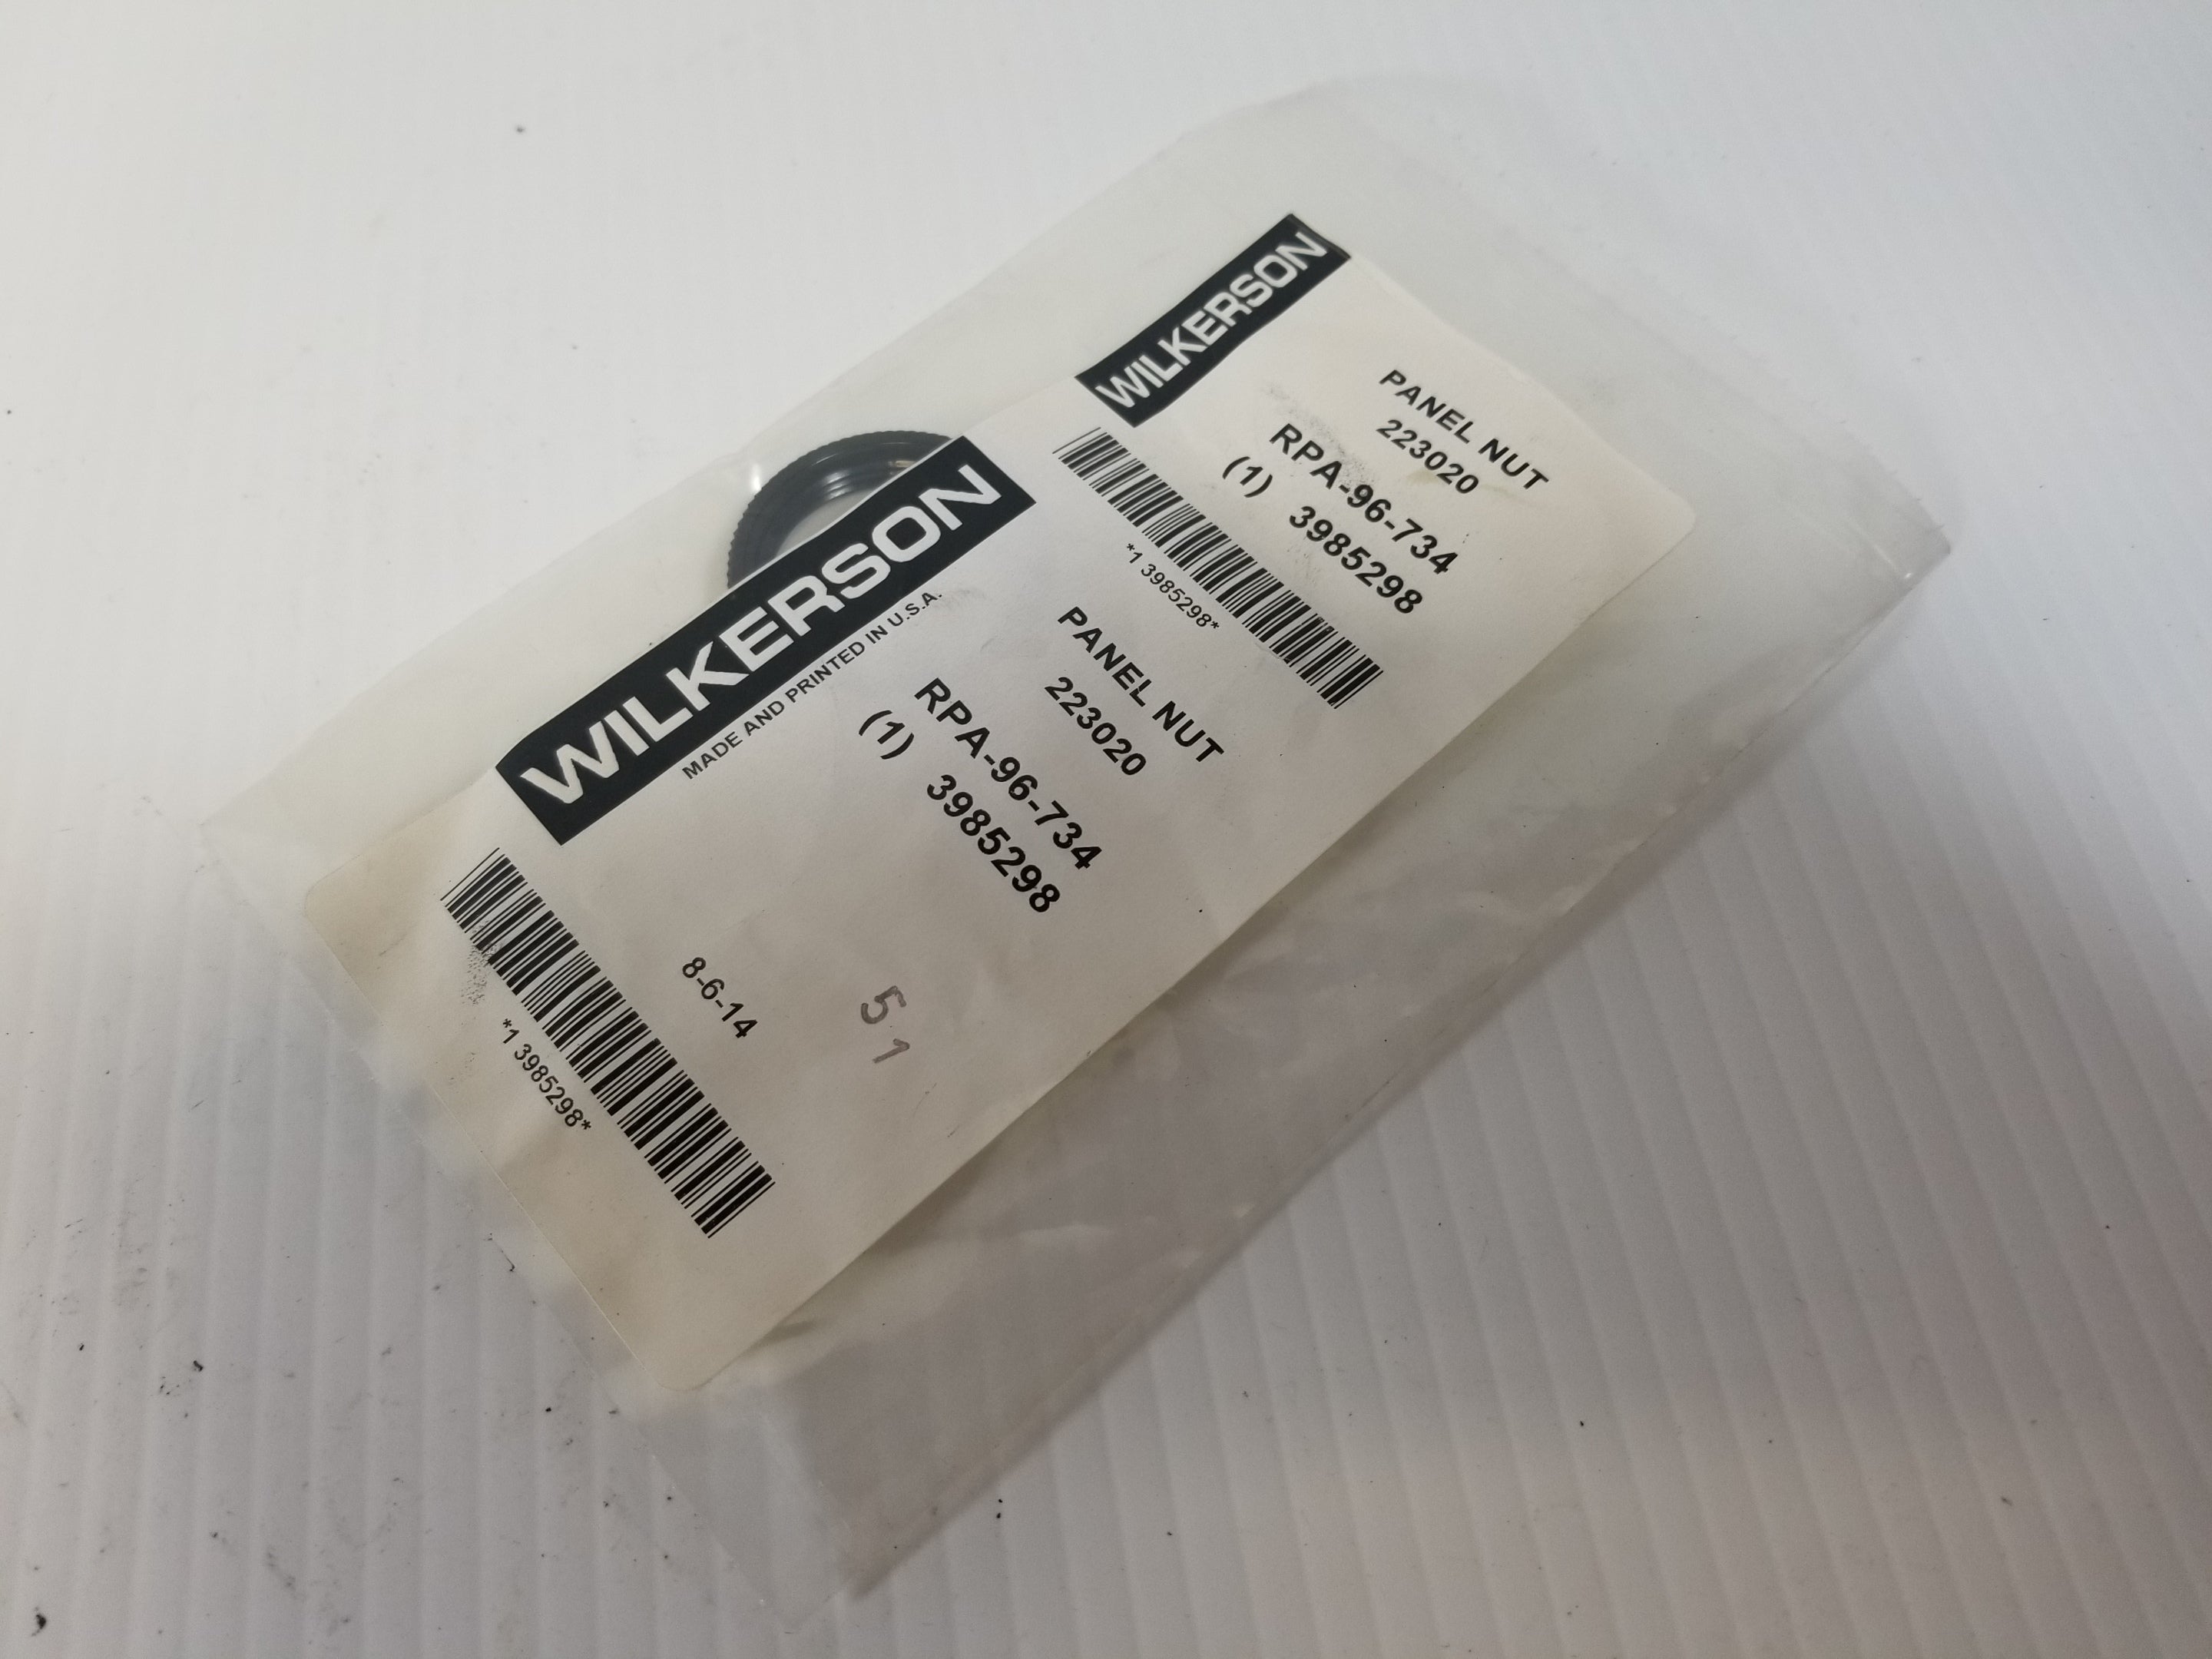 WILKERSON
PANEL NUT
223020
RPA-96-734
(1) 3985298
*1 3985298*
WILKERSON
MADE AND PRINTED IN U.S.A.
PANEL NUT
223020
RPA-96-734
(1) 3985298
51
8-6-14
*1 3985298*